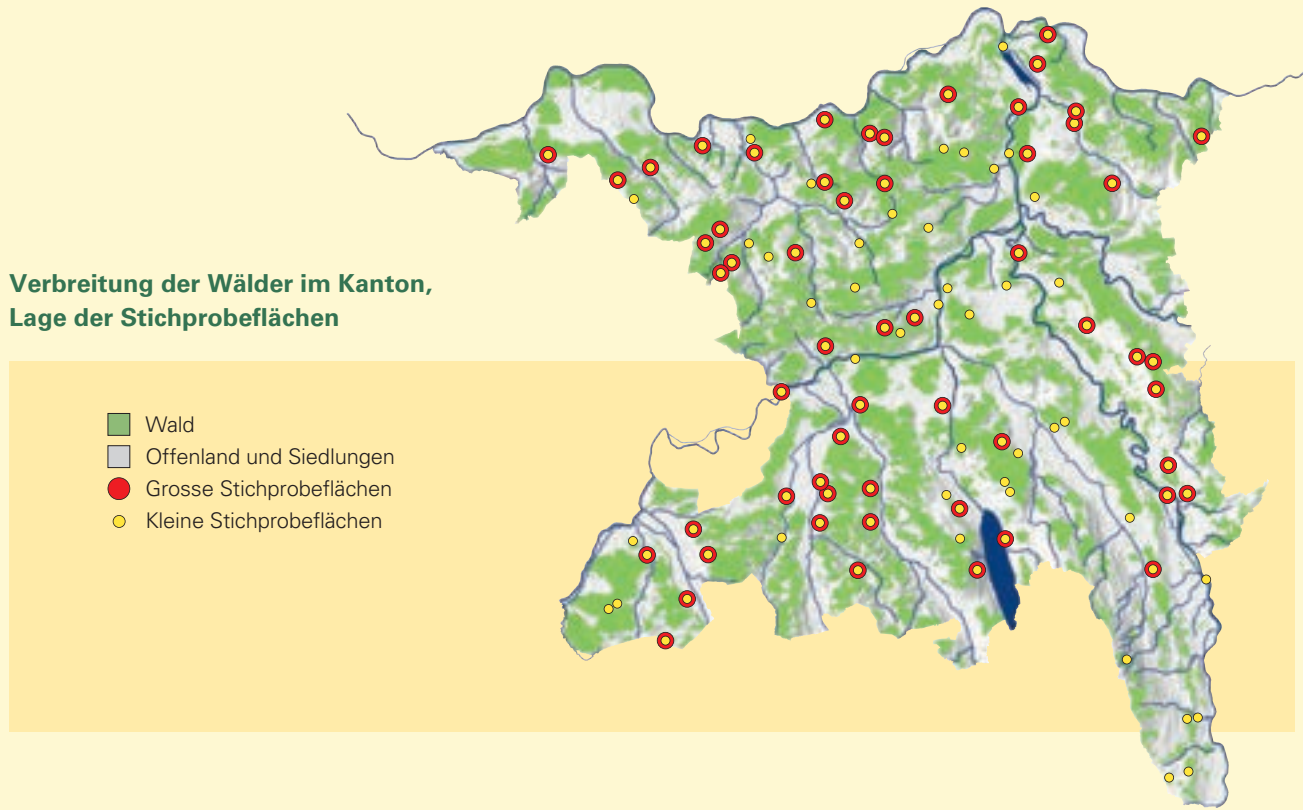 Verbreitung der Wälder im Kanton,
Lage der Stichprobeflächen
Wald
Offenland und Siedlungen
Grosse Stichprobeflächen
Kleine Stichprobeflächen